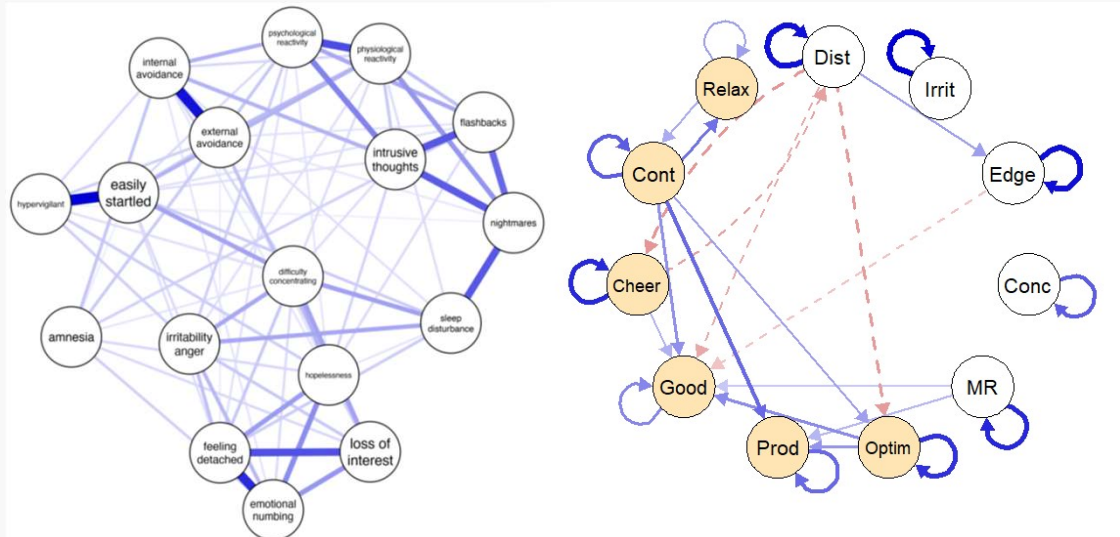 psychological
reactivity
physiological
reactivity
internal
avoidance
external
avoidance
flashbacks
intrusive
thoughts
easily
startled
hypervigilant
nightmares
difficulty
concentrating
sleep
disturbance
amnesia
irritability
anger
hopelessness
feeling
detached
loss of
interest
emotional
numbing
Dist
Relax
Irrit
Cont
Edge
Cheer
Conc
Good
MR
Prod
Optim